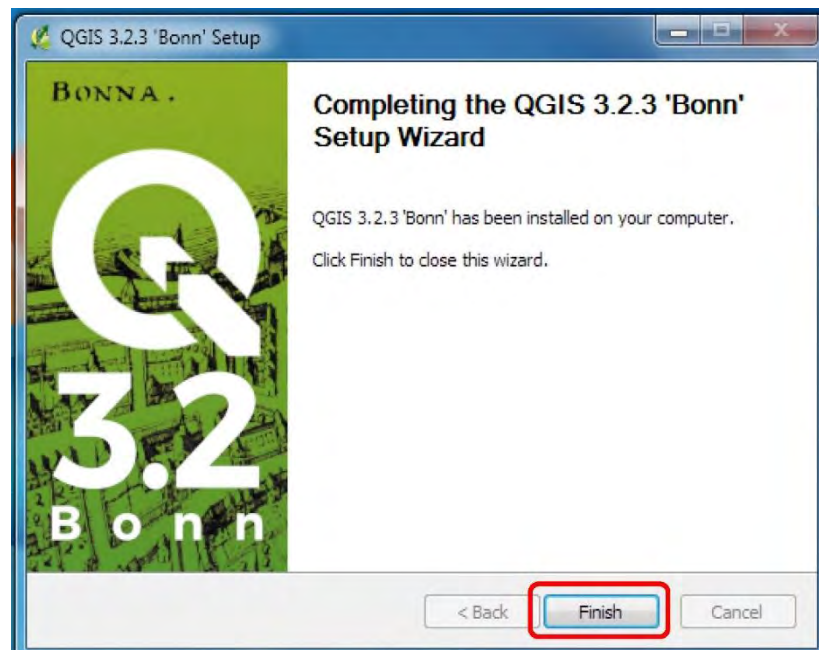 QGIS 3.2.3 'Bonn' Setup
BONNA.
Completing the QGIS 3.2.3 'Bonn'
Setup Wizard
QGIS 3.2.3 'Bonn' has been installed on your computer.
Click Finish to close this wizard.
3.2
Bonn
< Back
Finish
Cancel